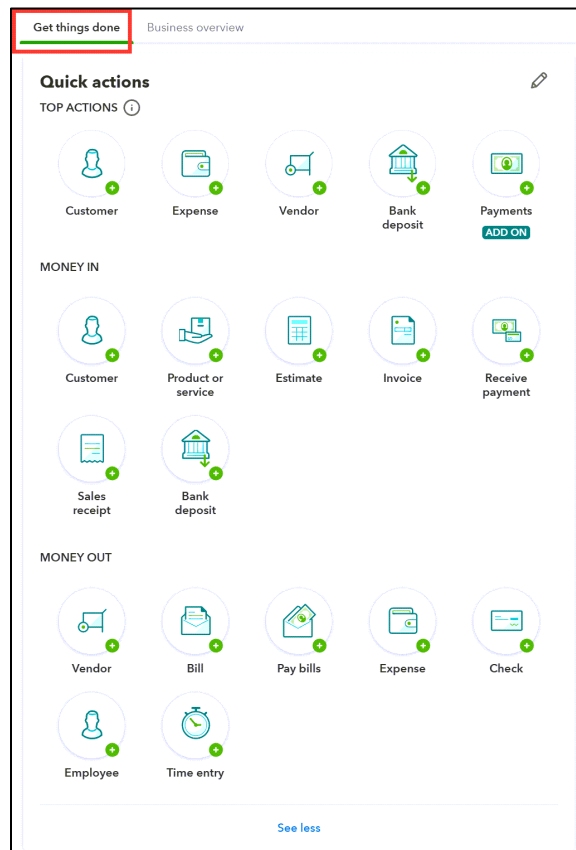 Get things done Business overview
Quick actions
TOP ACTIONS i
Customer Expense Vendor Bank Payments
deposit
ADD ON
MONEY IN
Customer Product or Estimate Invoice Receive
service payment
Sales Bank
receipt deposit
MONEY OUT
Vendor Bill Pay bills Expense Check
Employee Time entry
See less